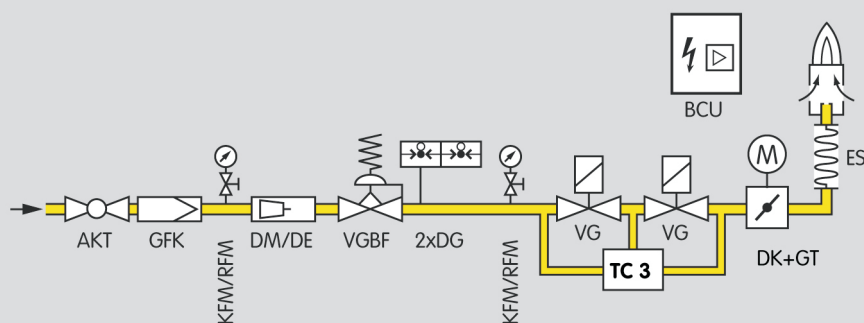 BCU
M
ES
AKT
GFK
KFM/RFM
DM/DE
VGBF
2xDG
KFM/RFM
VG
VG
TC 3
DK+GT